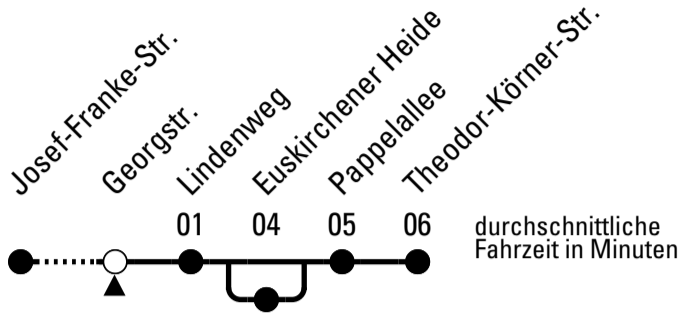 Josef-Franke-Str.
Georgstr.
Lindenweg
Euskirchener Heide
Pappelallee
Theodor-Körner-Str.
01 04 05 06
durchschnittliche
Fahrzeit in Minuten